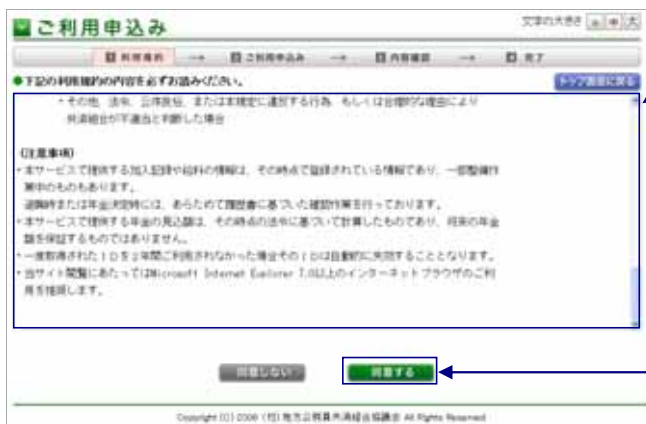 ご利用申込み
文字の大きさ 小 中 大
利用規約 → ご利用申込み → 内容確認 → 完了
●下記の利用規約の内容を必ずお読みください。
トップ画面に戻る
・その他、法令、公序良俗、または本規定に違反する行為、もしくは合理的な理由により
共済組合が不適当と判断した場合
(注意事項)
・本サービスで提供する加入記録や給料の情報は、その時点で登録されている情報であり、一部整備作
業中のものもあります。
退職時または年金決定時には、あらためて履歴書に基づいた確認作業を行っております。
・本サービスで提供する年金の見込額は、その時点の法令に基づいて計算したものであり、将来の年金
額を保証するものではありません。
・一度取得されたIDを2年間ご利用されなかった場合そのIDは自動的に失効することとなります。
・当サイト閲覧にあたってはMicrosoft Internet Explorer 7.0以上のインターネットブラウザのご利
用を推奨します。
同意しない
同意する
Copyright (C) 2008 (社) 地方公務員共済組合協議会 All Rights Reserved